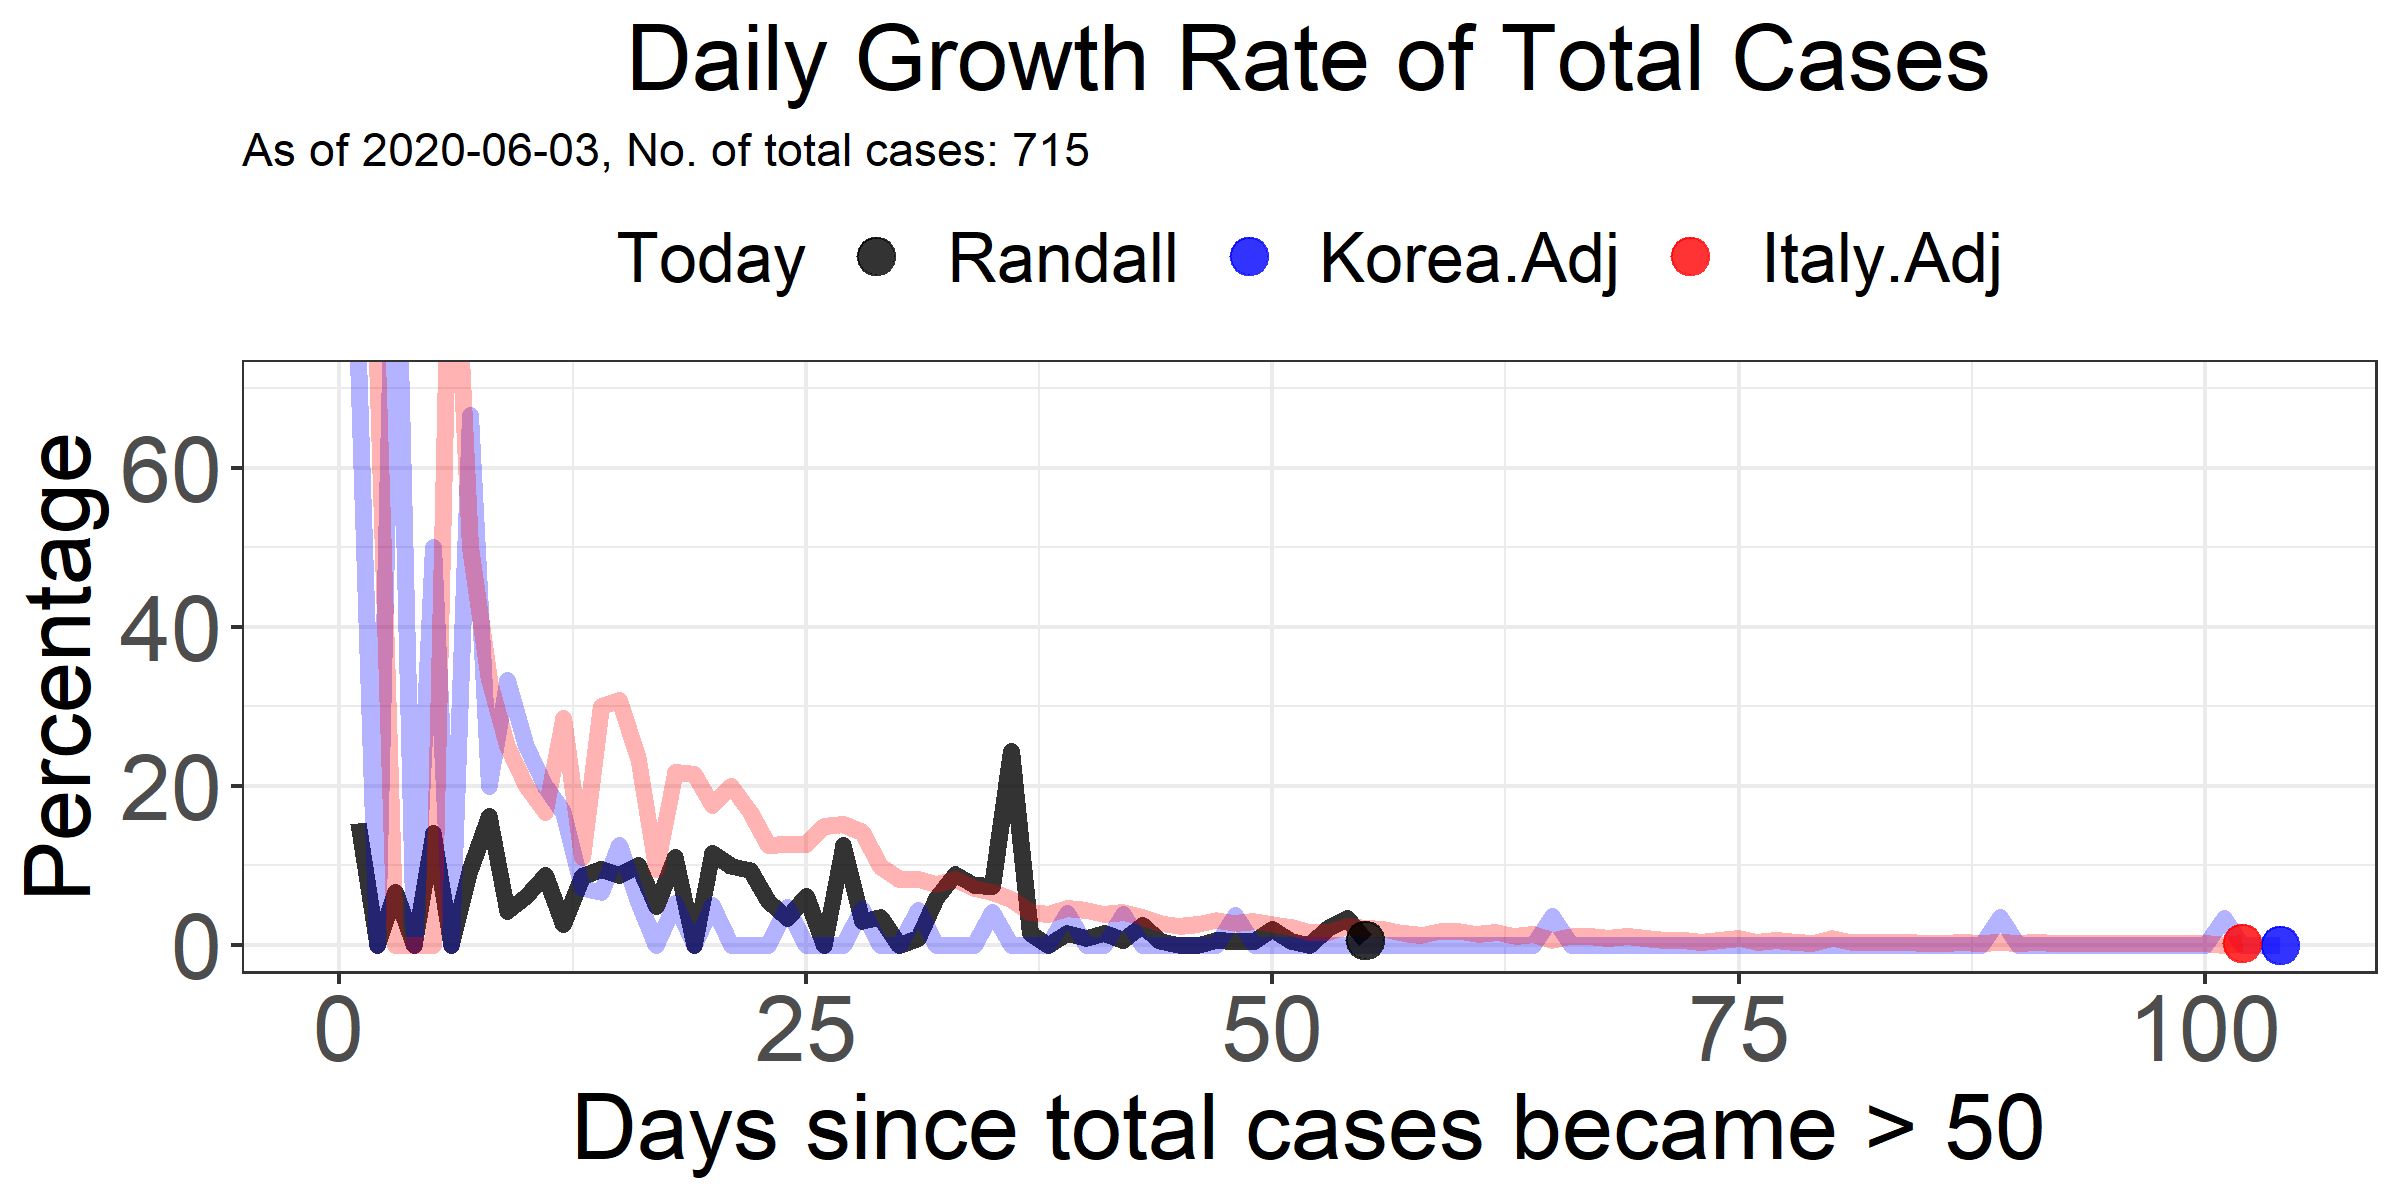 Daily Growth Rate of Total Cases
As of 2020-06-03, No. of total cases: 715
Today Randall Korea.Adj Italy.Adj
Percentage
60
40
20
0
0 25 50 75 100
Days since total cases became > 50